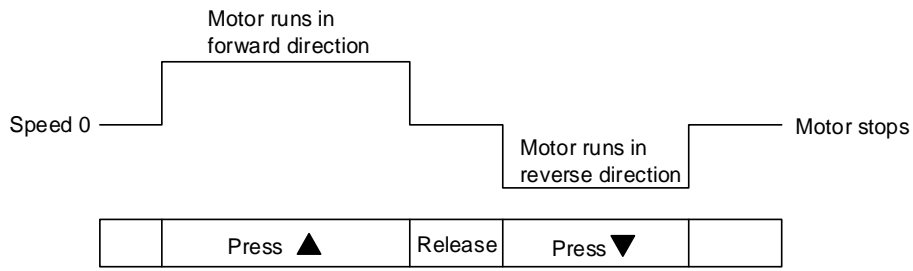 Motor runs in
forward direction
Speed 0
Motor stops
Motor runs in
reverse direction
Press ▲
Release
Press ▼